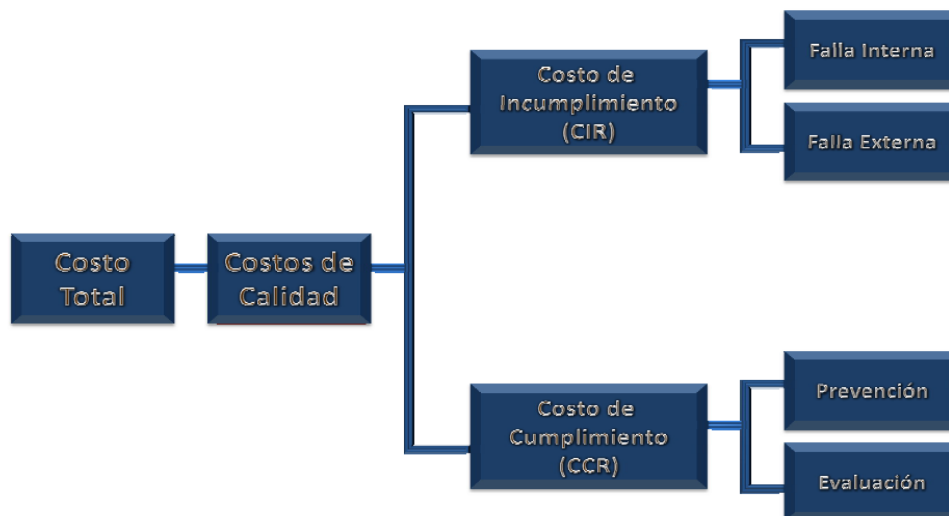 Costo
Total
Costos de
Calidad
Costo de
Incumplimiento
(CIR)
Falla Interna
Falla Externa
Costo de
Cumplimiento
(CCR)
Prevención
Evaluación